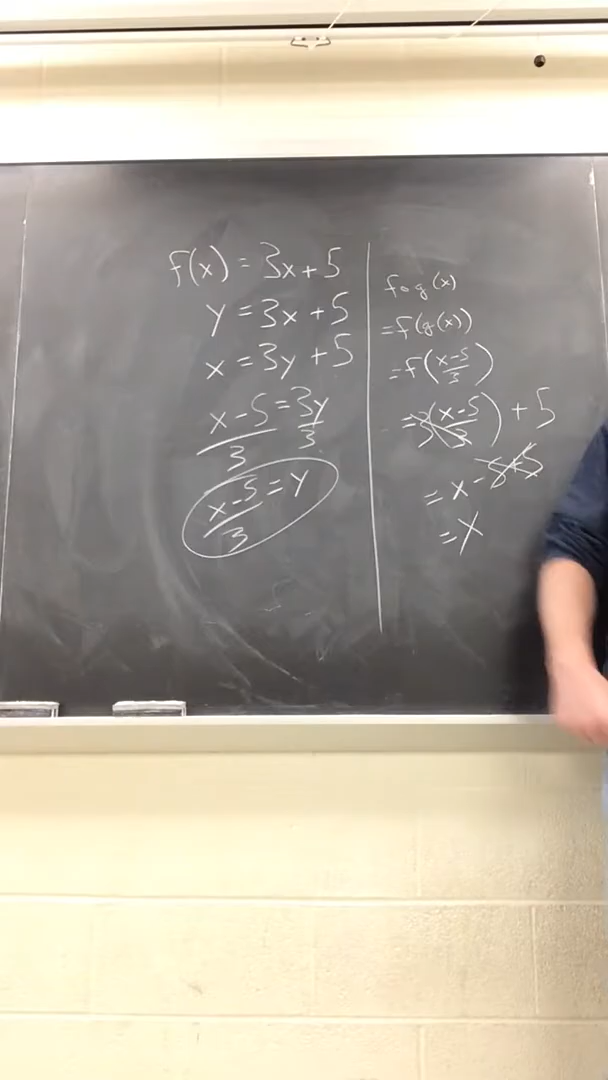 f(x) = 3x + 5
y = 3x + 5
x = 3y + 5
x - 5 = 3y
3 3
x - 5 = y
3
f o g (x)
= f(g(x))
= f(x-5/3)
= 3(x-5/3) + 5
= x - 5 + 5
= x